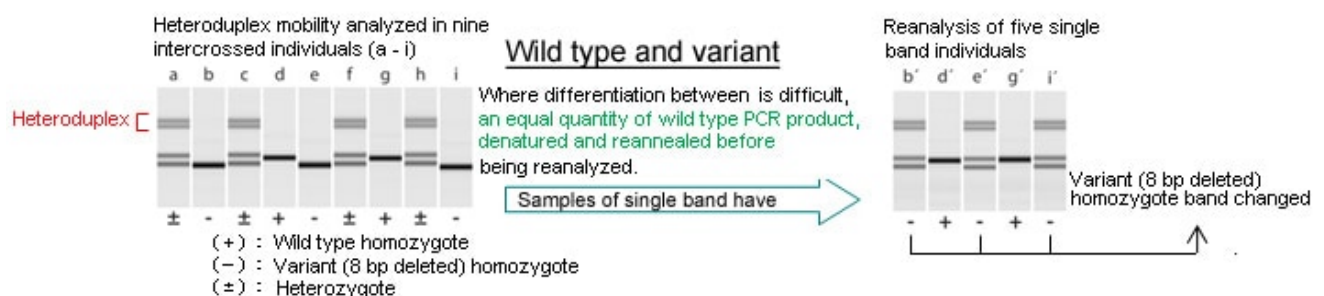 Heteroduplex mobility analyzed in nine
intercrossed individuals (a - i)
a b c d e f g h i
Heteroduplex
± - ± + - ± + ± -
(+) : Wild type homozygote
(−) : Variant (8 bp deleted) homozygote
(±) : Heterozygote
Wild type and variant
Where differentiation between is difficult,
an equal quantity of wild type PCR product,
denatured and reannealed before
being reanalyzed.
Samples of single band have
Reanalysis of five single
band individuals
b´ d´ e´ g´ i´
- + - + -
Variant (8 bp deleted)
homozygote band changed
.